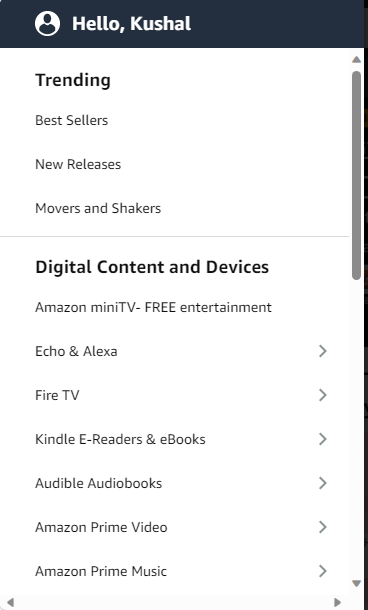 Hello, Kushal
Trending
Best Sellers
New Releases
Movers and Shakers
Digital Content and Devices
Amazon miniTV- FREE entertainment
Echo & Alexa
Fire TV
Kindle E-Readers & eBooks
Audible Audiobooks
Amazon Prime Video
Amazon Prime Music